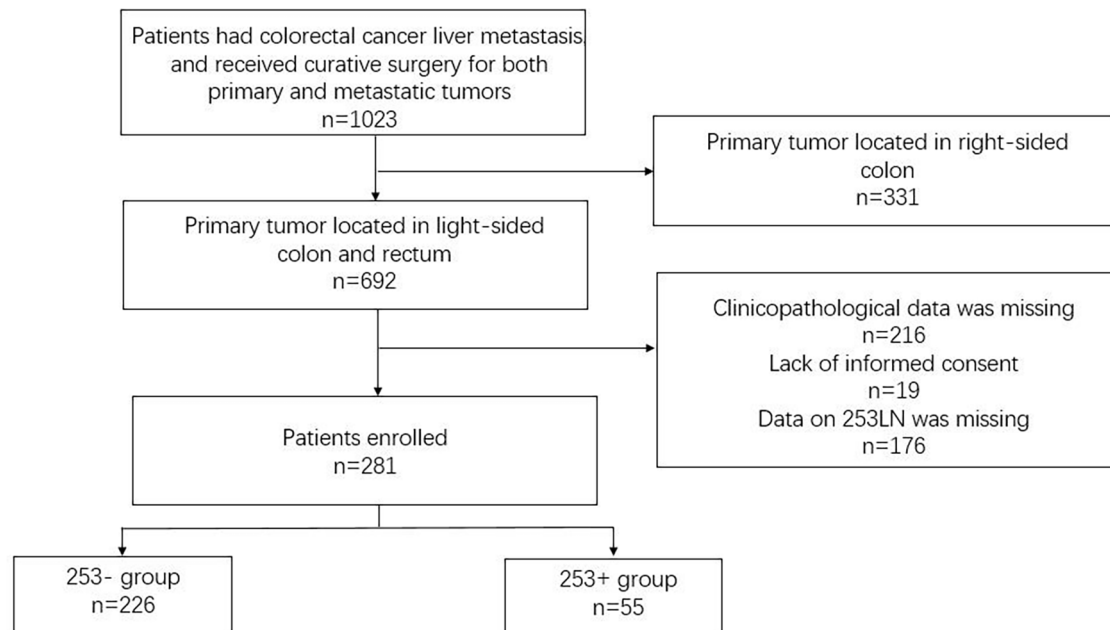 Patients had colorectal cancer liver metastasis,
and received curative surgery for both
primary and metastatic tumors
n=1023
Primary tumor located in right-sided
colon
n=331
Primary tumor located in light-sided
colon and rectum
n=692
Clinicopathological data was missing
n=216
Lack of informed consent
n=19
Data on 253LN was missing
n=176
Patients enrolled
n=281
253- group
n=226
253+ group
n=55